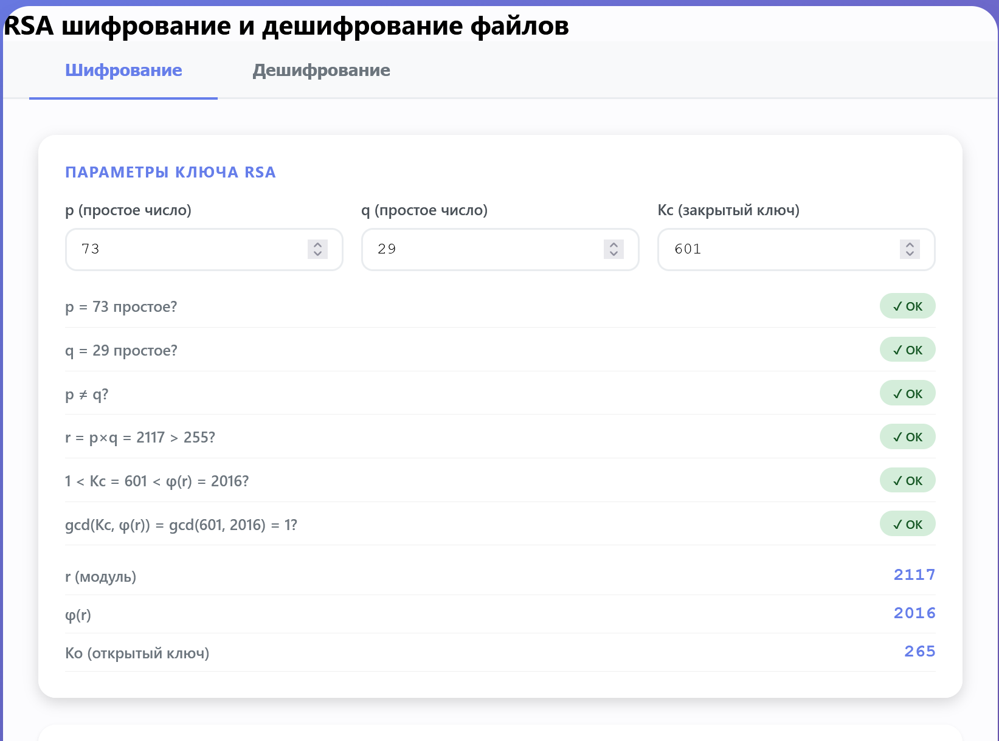 RSA шифрование и дешифрование файлов
Шифрование Дешифрование
ПАРАМЕТРЫ КЛЮЧА RSA
p (простое число) q (простое число) Kc (закрытый ключ)
73 29 601
p = 73 простое? ✓ OK
q = 29 простое? ✓ OK
p ≠ q? ✓ OK
r = p×q = 2117 > 255? ✓ OK
1 < Kc = 601 < φ(r) = 2016? ✓ OK
gcd(Kc, φ(r)) = gcd(601, 2016) = 1? ✓ OK
r (модуль) 2117
φ(r) 2016
Ko (открытый ключ) 265